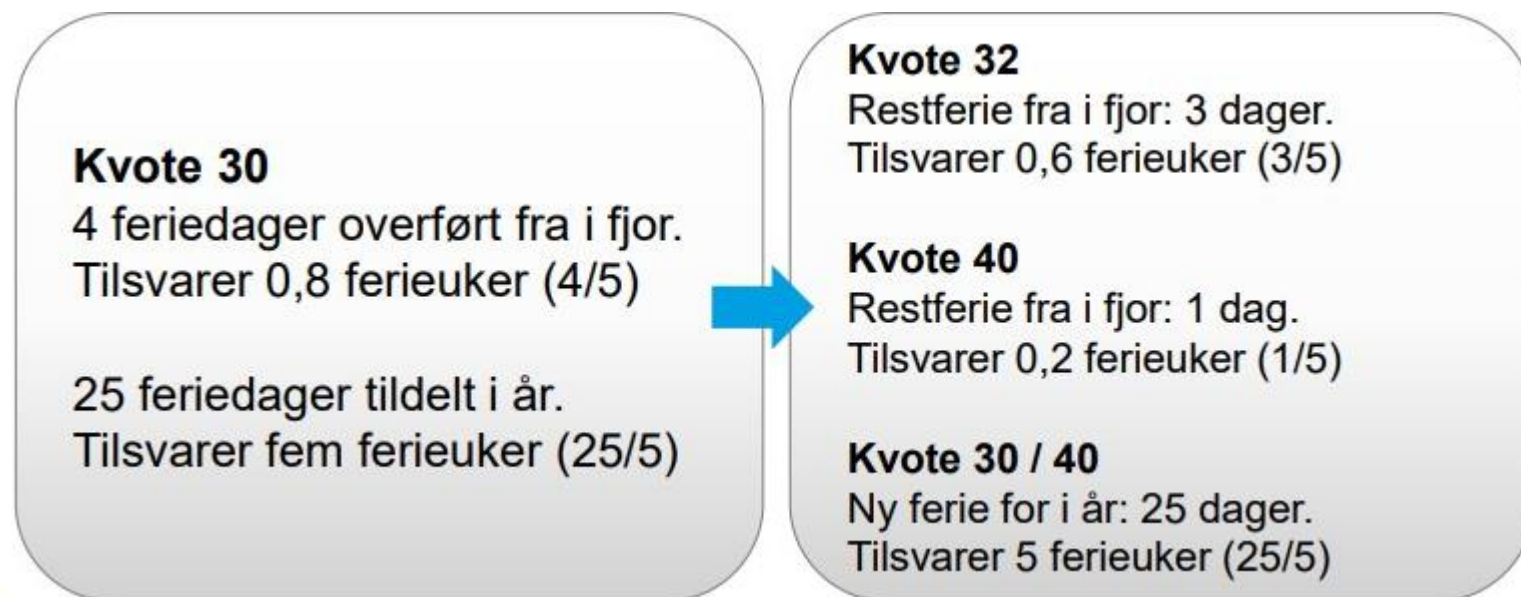 Kvote 30
4 feriedager overført fra i fjor.
Tilsvarer 0,8 ferieuker (4/5)
25 feriedager tildelt i år.
Tilsvarer fem ferieuker (25/5)
Kvote 32
Restferie fra i fjor: 3 dager.
Tilsvarer 0,6 ferieuker (3/5)
Kvote 40
Restferie fra i fjor: 1 dag.
Tilsvarer 0,2 ferieuker (1/5)
Kvote 30 / 40
Ny ferie for i år: 25 dager.
Tilsvarer 5 ferieuker (25/5)